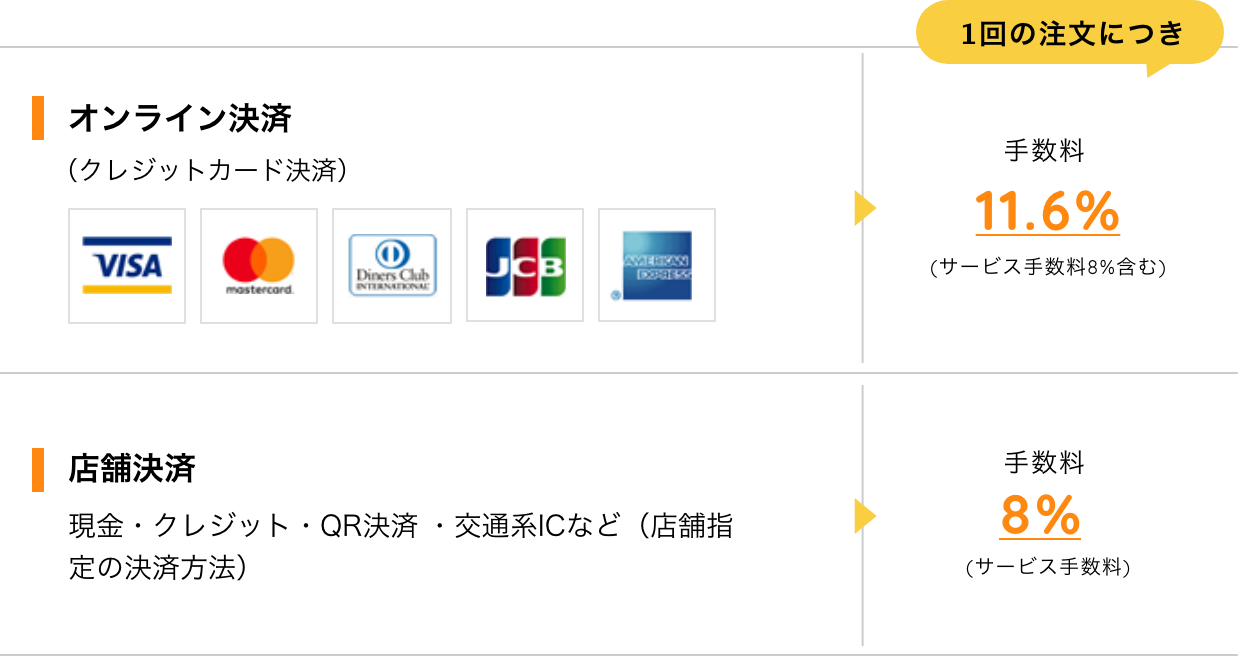 1回の注文につき
オンライン決済
(クレジットカード決済)
手数料
11.6%
(サービス手数料8%含む)
VISA
mastercard.
Diners Club
INTERNATIONAL
JCB
AMERICAN
EXPRESS
®
店舗決済
現金・クレジット・QR決済 ・交通系ICなど（店舗指
定の決済方法）
手数料
8%
(サービス手数料)